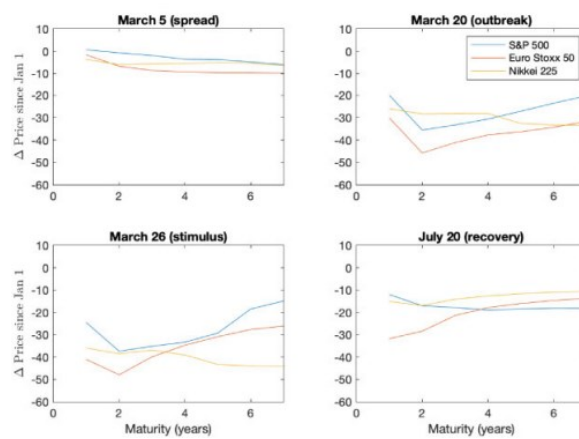 March 5 (spread)
10
0
-10
-20
-30
-40
-50
-60
0 2 4 6
Δ Price since Jan 1
March 20 (outbreak)
10
0
-10
-20
-30
-40
-50
-60
0 2 4 6
S&P 500
Euro Stoxx 50
Nikkei 225
March 26 (stimulus)
10
0
-10
-20
-30
-40
-50
-60
0 2 4 6
Δ Price since Jan 1
Maturity (years)
July 20 (recovery)
10
0
-10
-20
-30
-40
-50
-60
0 2 4 6
Maturity (years)